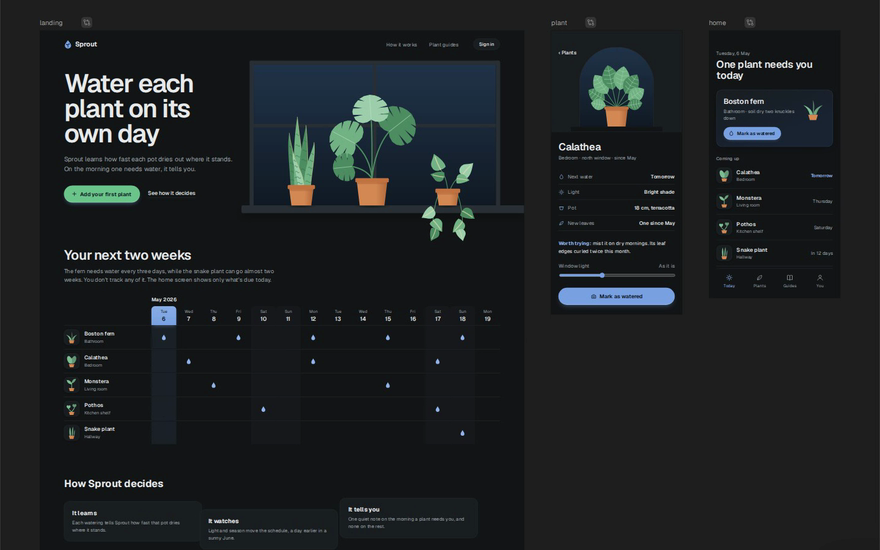 landing
plant
home
Sprout
How it works
Plant guides
Sign in
Water each
plant on its
own day
Sprout learns how fast each pot dries out where it stands.
On the morning one needs water, it tells you.
+ Add your first plant
See how it decides
Your next two weeks
The fern needs water every three days, while the snake plant can go almost two
weeks. You don't track any of it. The home screen shows only what's due today.
May 2026
Tue Wed Thu Fri Sat Sun Mon Tue Wed Thu Fri Sat Sun Mon
6 7 8 9 10 11 12 13 14 15 16 17 18 19
Boston fern
Bathroom
Calathea
Bedroom
Monstera
Living room
Pothos
Kitchen shelf
Snake plant
Hallway
How Sprout decides
It learns
Each watering tells Sprout how fast that pot dries
where it stands.
It watches
Light and season move the schedule, a day earlier in a
sunny June.
It tells you
One quiet note on the morning a plant needs you, and
none on the rest.
‹ Plants
Calathea
Bedroom · north window · since May
Next water Tomorrow
Light Bright shade
Pot 18 cm, terracotta
New leaves One since May
Worth trying: mist it on dry mornings. Its leaf
edges curled twice this month.
Window light As it is
Mark as watered
Tuesday, 6 May
One plant needs you
today
Boston fern
Bathroom · soil dry two knuckles
down
Mark as watered
Coming up
Calathea
Bedroom
Tomorrow
Monstera
Living room
Thursday
Pothos
Kitchen shelf
Saturday
Snake plant
Hallway
in 12 days
Today
Plants
Guides
You